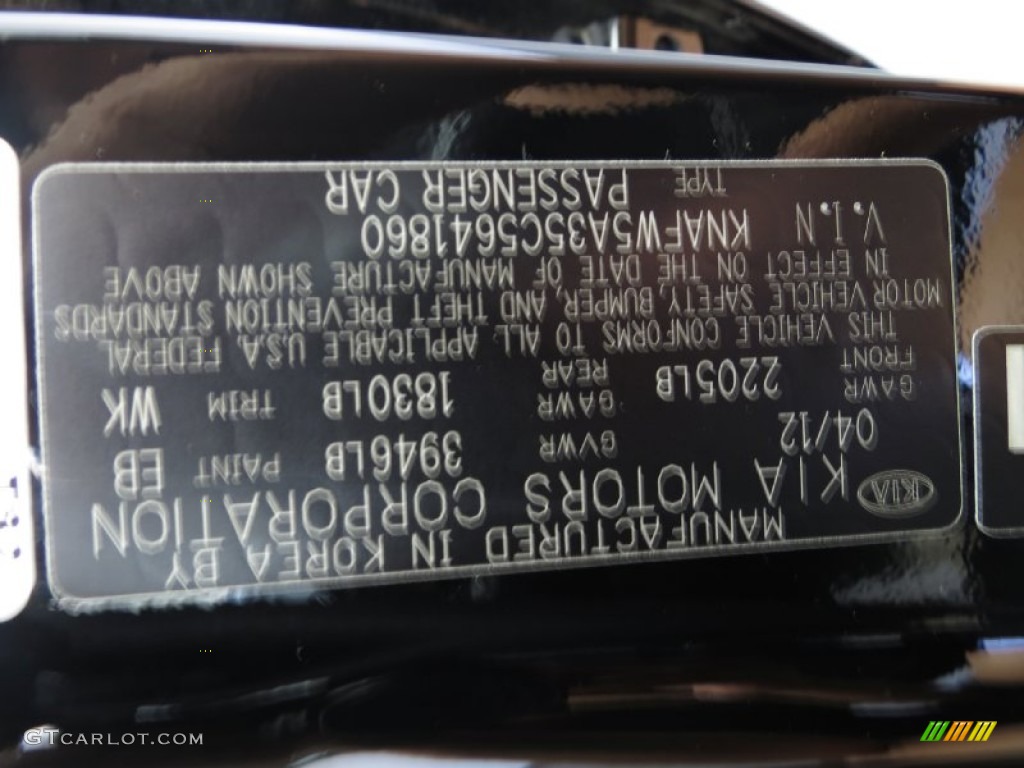 MANUFACTURED IN KOREA BY
KIA KIA MOTORS CORPORATION
04/12 GVWR 3946LB PAINT EB
GAWR FRONT 2205LB GAWR REAR 1830LB TRIM WK
THIS VEHICLE CONFORMS TO ALL APPLICABLE U.S.A. FEDERAL
MOTOR VEHICLE SAFETY, BUMPER, AND THEFT PREVENTION STANDARDS
IN EFFECT ON THE DATE OF MANUFACTURE SHOWN ABOVE
V.I.N KNAFW5A35C5641860
TYPE PASSENGER CAR
GTCARLOT.COM